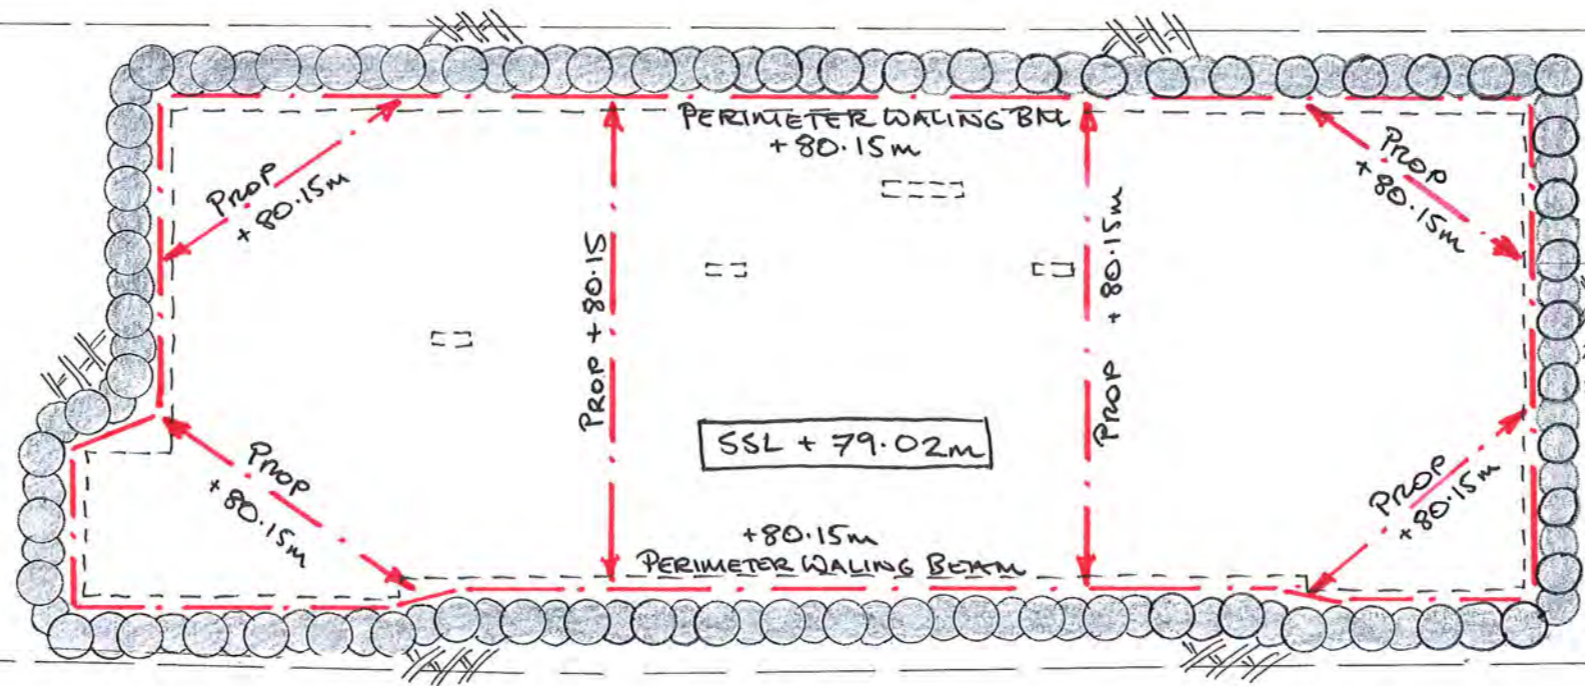 PERIMETER WALING BM
+80.15m
PROP
+80.15m
PROP
+80.15m
PROP +80.15
PROP +80.15m
SSL + 79.02m
PROP
+80.15m
PROP
+80.15m
+80.15m
PERIMETER WALING BEAM